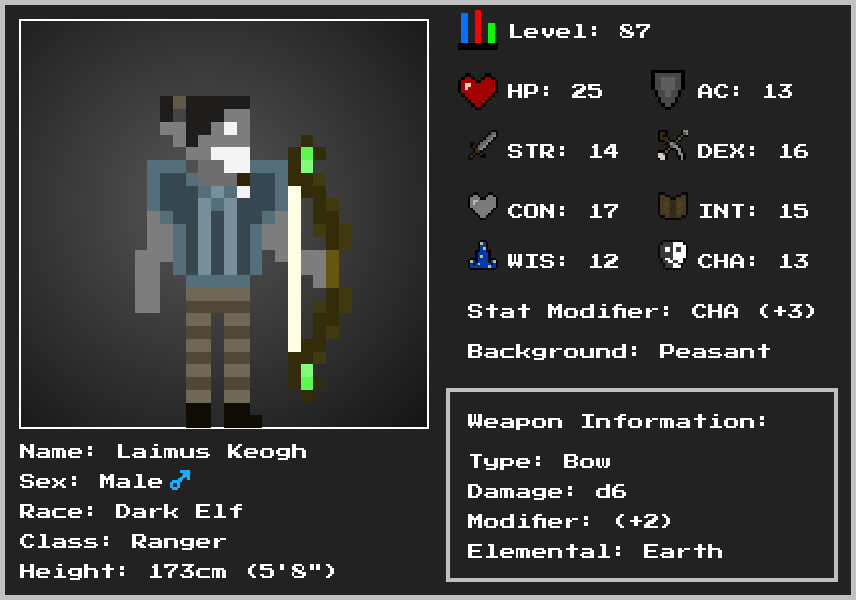 Level: 87
HP: 25 AC: 13
STR: 14 DEX: 16
CON: 17 INT: 15
WIS: 12 CHA: 13
Stat Modifier: CHA (+3)
Background: Peasant
Weapon Information:
Type: Bow
Damage: d6
Modifier: (+2)
Elemental: Earth
Name: Laimus Keogh
Sex: Male ♂
Race: Dark Elf
Class: Ranger
Height: 173cm (5'8")